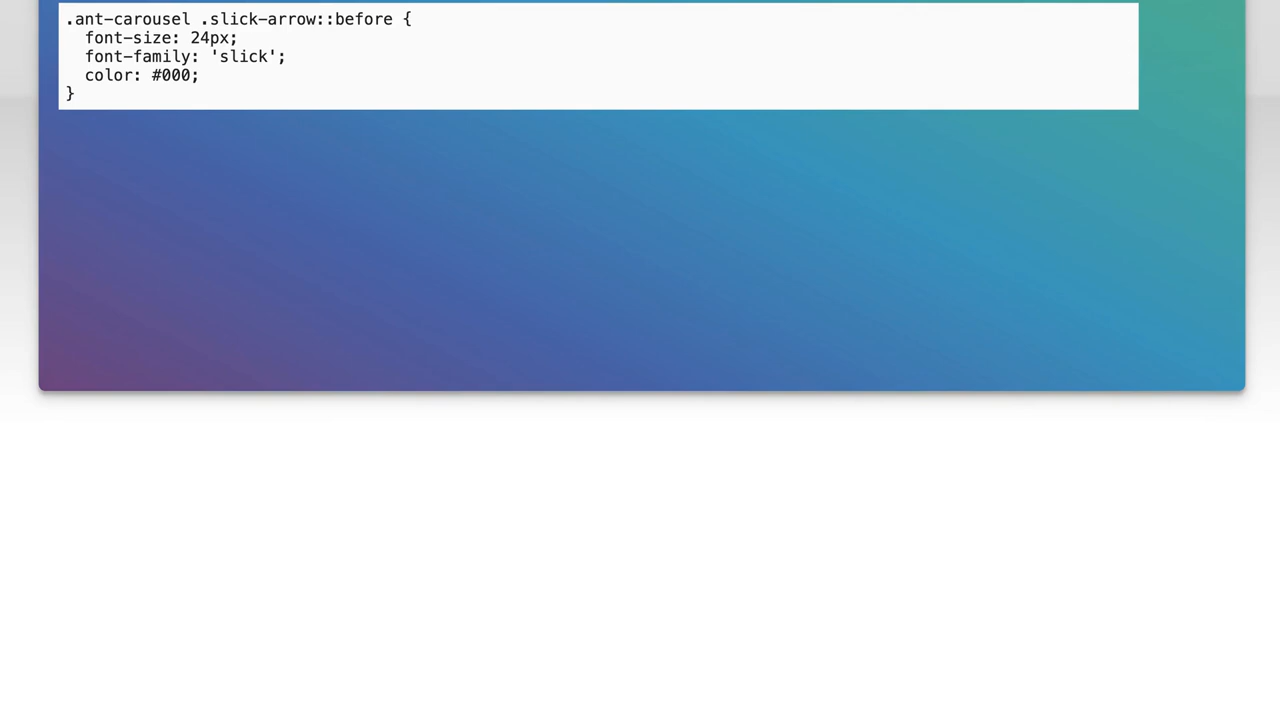 .ant-carousel .slick-arrow::before {
  font-size: 24px;
  font-family: 'slick';
  color: #000;
}